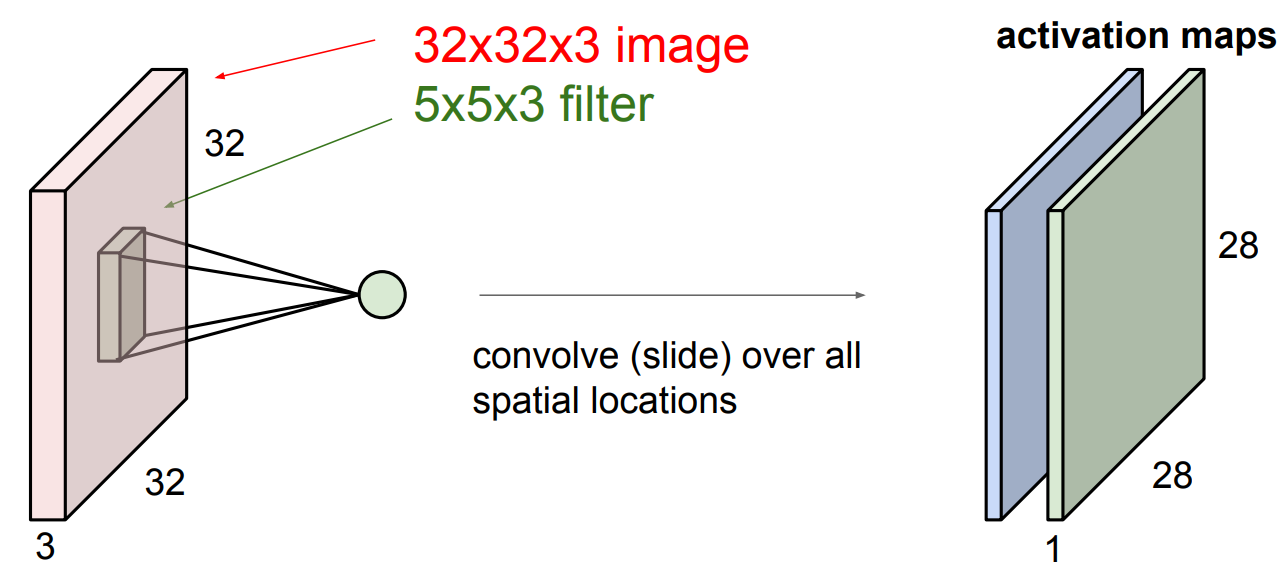 32x32x3 image
5x5x3 filter
activation maps
32
32
3
convolve (slide) over all
spatial locations
28
28
1